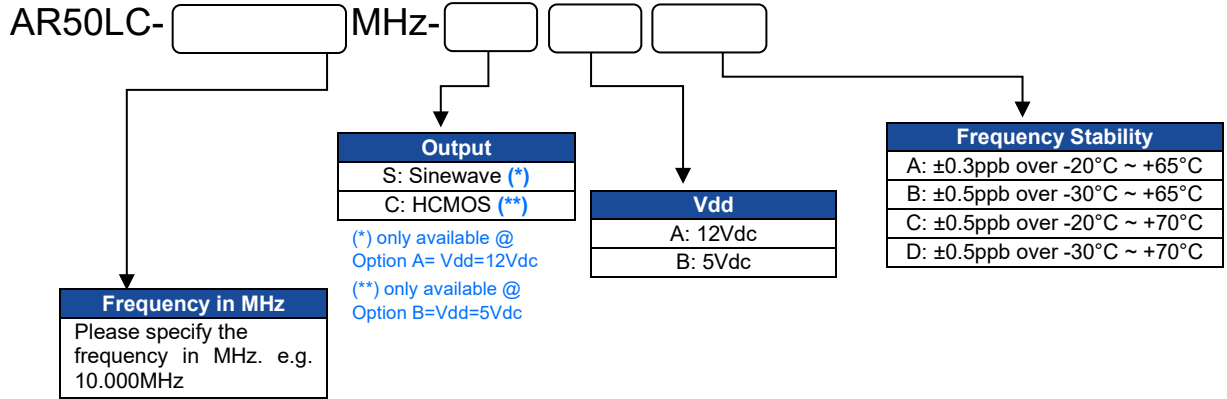 AR50LC- MHz-
Output
S: Sinewave (*)
C: HCMOS (**)
(*) only available @
Option A= Vdd=12Vdc
(**) only available @
Option B=Vdd=5Vdc
Vdd
A: 12Vdc
B: 5Vdc
Frequency Stability
A: ±0.3ppb over -20°C ~ +65°C
B: ±0.5ppb over -30°C ~ +65°C
C: ±0.5ppb over -20°C ~ +70°C
D: ±0.5ppb over -30°C ~ +70°C
Frequency in MHz
Please specify the
frequency in MHz. e.g.
10.000MHz